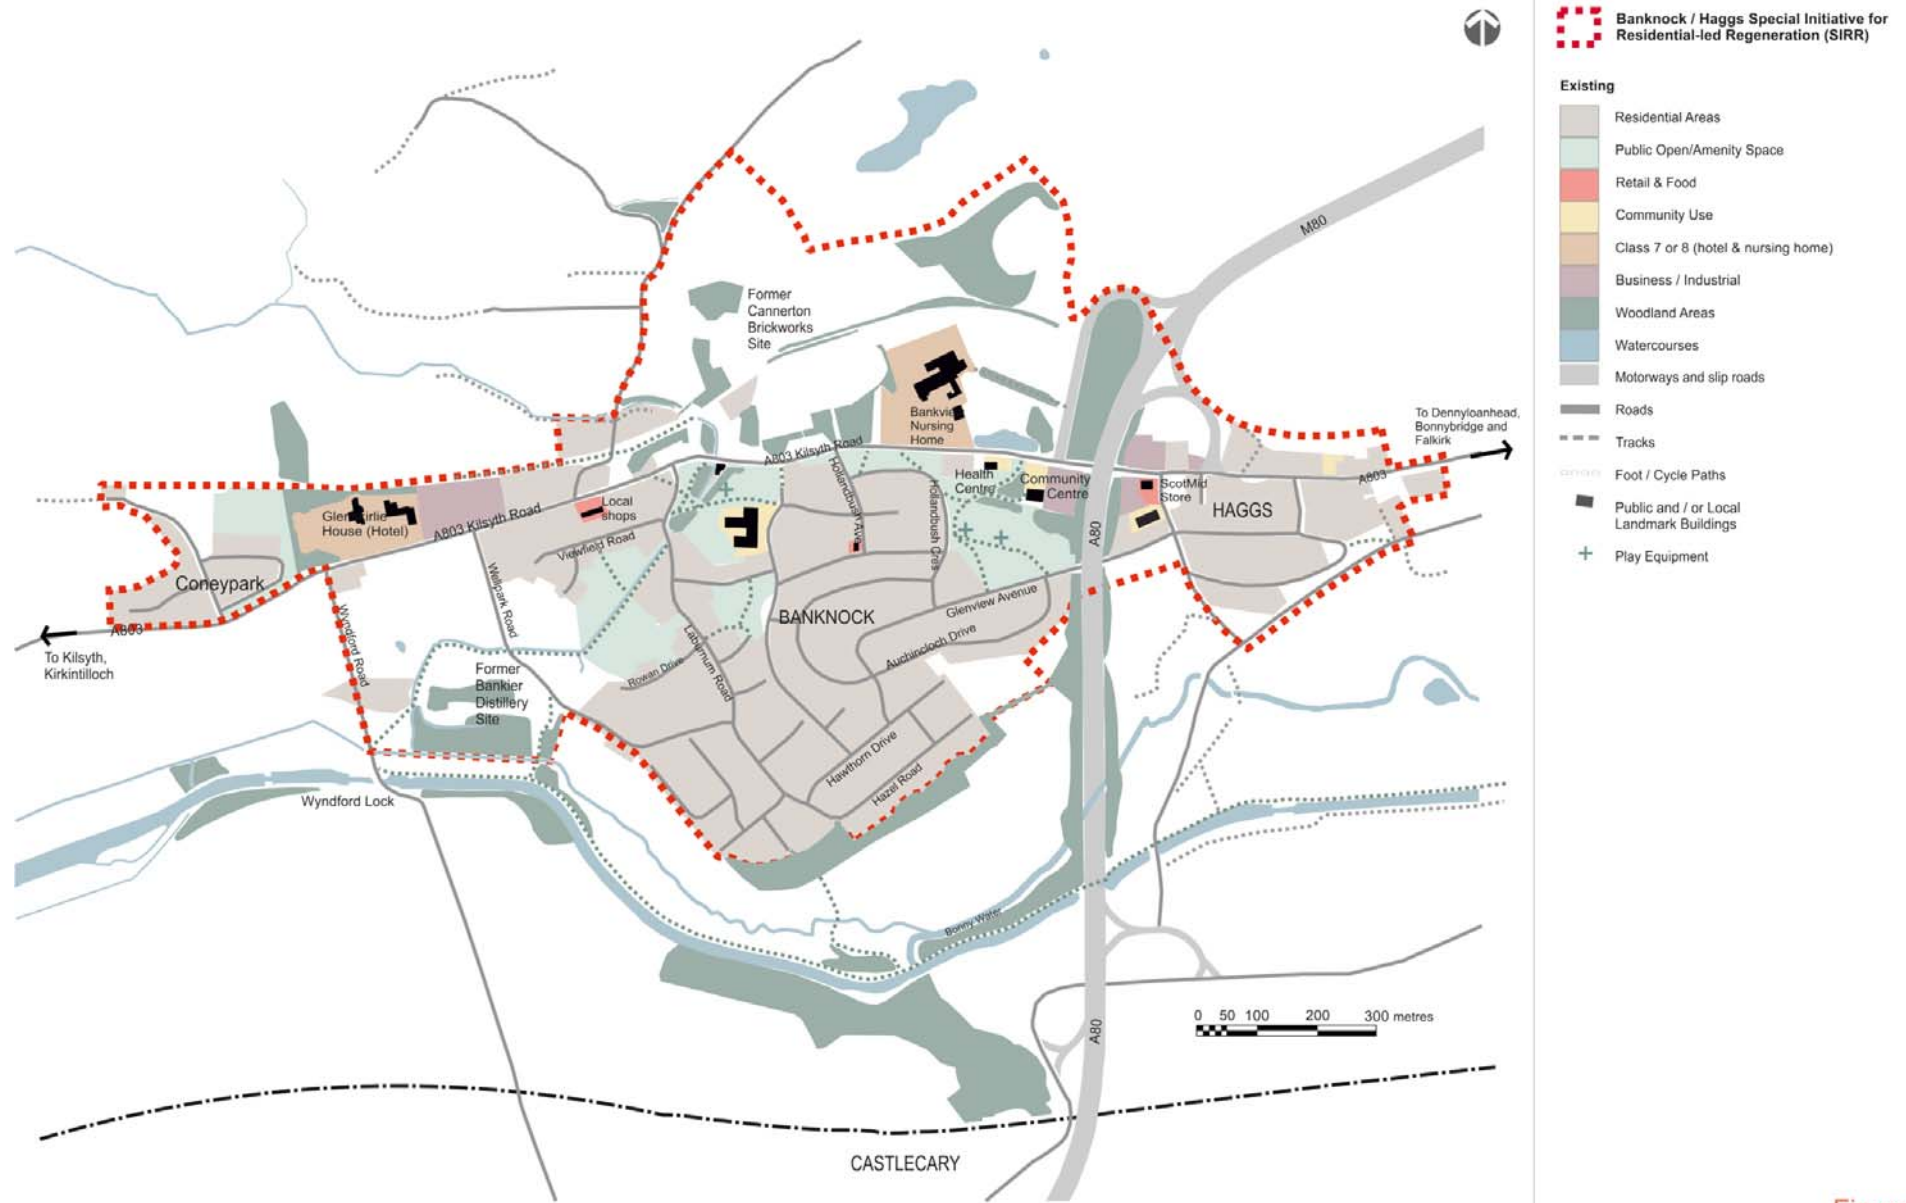 Banknock / Haggs Special Initiative for
Residential-led Regeneration (SIRR)
Existing
Residential Areas
Public Open/Amenity Space
Retail & Food
Community Use
Class 7 or 8 (hotel & nursing home)
Business / Industrial
Woodland Areas
Watercourses
Motorways and slip roads
Roads
Tracks
Foot / Cycle Paths
Public and / or Local
Landmark Buildings
Play Equipment
M80
Former
Cannerton
Brickworks
Site
Bankview
Nursing
Home
To Dennyloanhead,
Bonnybridge and
Falkirk
A803 Kilsyth Road
A803
Health
Centre
Community
Centre
ScotMid
Store
HAGGS
Hollandbush Ave
Hollandbush Cres
Local
shops
House (Hotel)
A803 Kilsyth Road
Viewfield Road
A80
Coneypark
Wellpark Road
Glenview Avenue
BANKNOCK
A803
Wyndford Road
Auchincloch Drive
To Kilsyth,
Kirkintilloch
Laburnum Road
Rowan Drive
Former
Bankier
Distillery
Site
Hawthorn Drive
Hazel Road
Wyndford Lock
Bonny Water
0 50 100 200 300 metres
A80
CASTLECARY